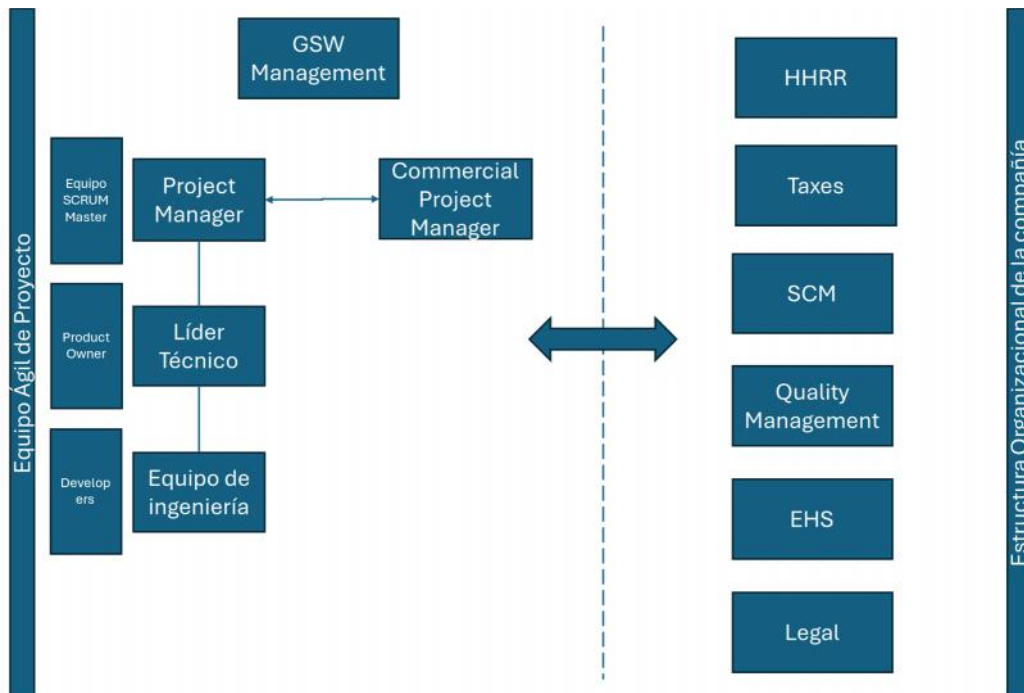 Equipo Ágil de Proyecto
GSW
Management
Equipo
SCRUM
Master
Project
Manager
Commercial
Project
Manager
Product
Owner
Líder
Técnico
Develop
ers
Equipo de
ingeniería
HHRR
Taxes
SCM
Quality
Management
EHS
Legal
Estructura Organizacional de la compañía